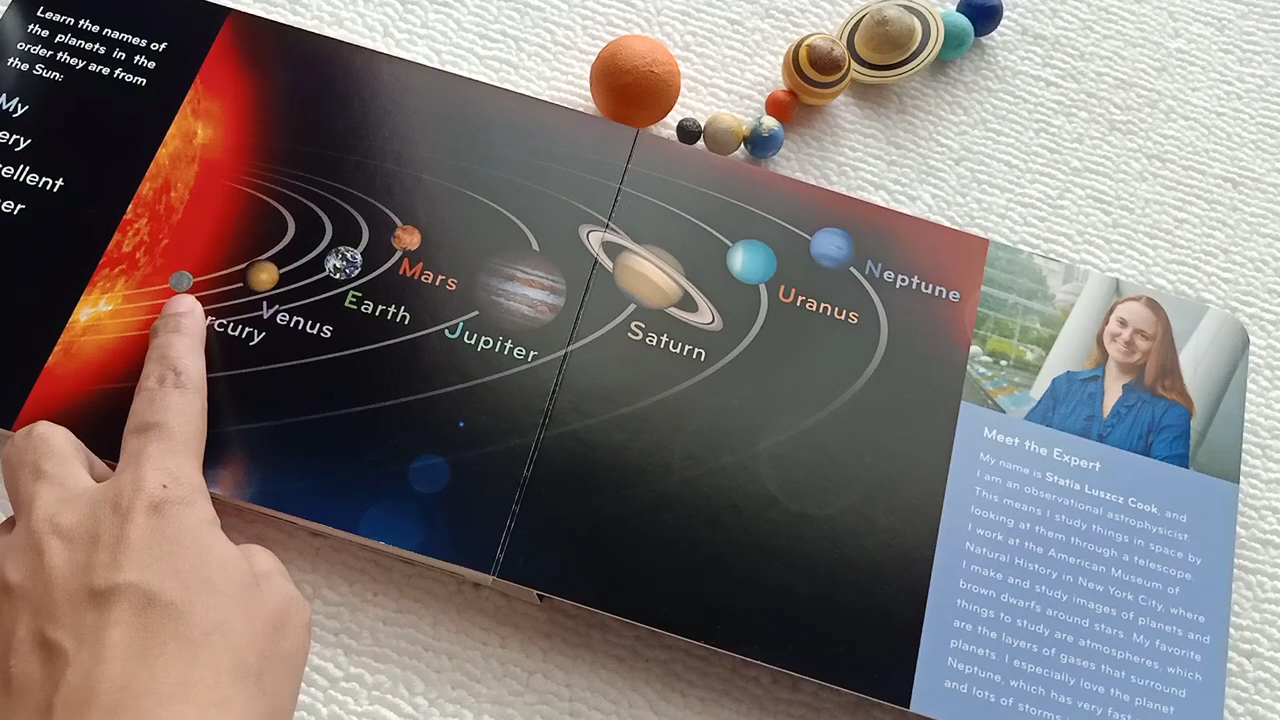 Learn the names of
the planets in the
order they are from
the Sun:
My
ery
cellent
er
rcury
Venus
Earth
Mars
Jupiter
Saturn
Uranus
Neptune
Meet the Expert
My name is Statia Luszcz Cook, and
I am an observational astrophysicist.
This means I study things in space by
looking at them through a telescope.
I work at the American Museum of
Natural History in New York City, where
I make and study images of planets and
brown dwarfs around stars. My favorite
things to study are atmospheres, which
are the layers of gases that surround
planets. I especially love the planet
Neptune, which has very fast
and lots of storms